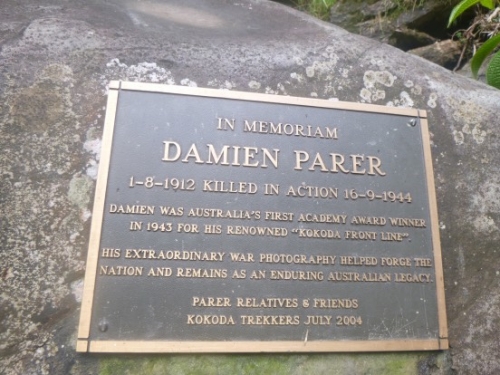 IN MEMORIAM
DAMIEN PARER
1-8-1912 KILLED IN ACTION 16-9-1944
DAMIEN WAS AUSTRALIA'S FIRST ACADEMY AWARD WINNER
IN 1943 FOR HIS RENOWNED "KOKODA FRONT LINE".
HIS EXTRAORDINARY WAR PHOTOGRAPHY HELPED FORGE THE
NATION AND REMAINS AS AN ENDURING AUSTRALIAN LEGACY.
PARER RELATIVES & FRIENDS
KOKODA TREKKERS JULY 2004